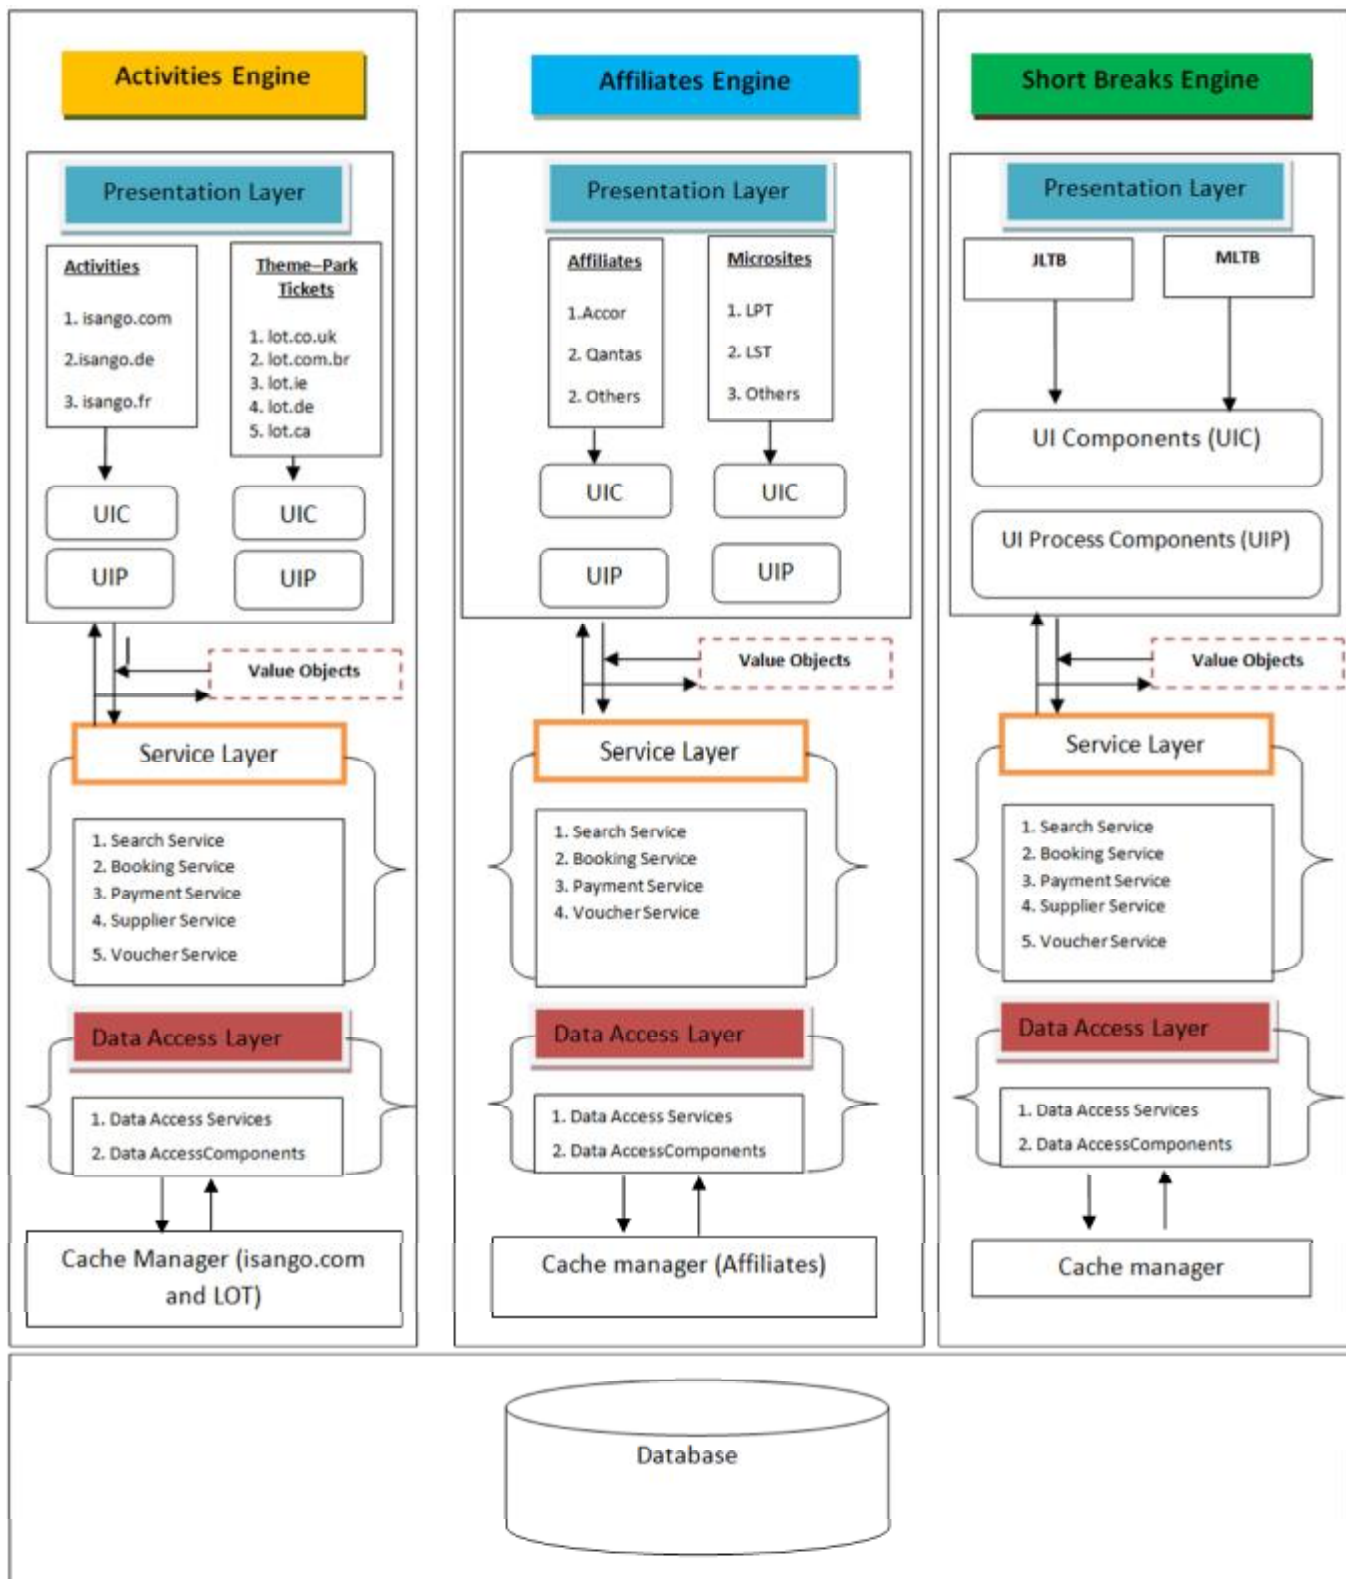 Activities Engine
Presentation Layer
Activities
1. isango.com
2.isango.de
3. isango.fr
Theme–Park
Tickets
1. lot.co.uk
2. lot.com.br
3. lot.ie
4. lot.de
5. lot.ca
UIC
UIC
UIP
UIP
Value Objects
Service Layer
1. Search Service
2. Booking Service
3. Payment Service
4. Supplier Service
5. Voucher Service
Data Access Layer
1. Data Access Services
2. Data AccessComponents
Cache Manager (isango.com
and LOT)
Affiliates Engine
Presentation Layer
Affiliates
1.Accor
2. Qantas
2. Others
Microsites
1. LPT
2. LST
3. Others
UIC
UIC
UIP
UIP
Value Objects
Service Layer
1. Search Service
2. Booking Service
3. Payment Service
4. Voucher Service
Data Access Layer
1. Data Access Services
2. Data AccessComponents
Cache manager (Affiliates)
Short Breaks Engine
Presentation Layer
JLTB
MLTB
UI Components (UIC)
UI Process Components (UIP)
Value Objects
Service Layer
1. Search Service
2. Booking Service
3. Payment Service
4. Supplier Service
5. Voucher Service
Data Access Layer
1. Data Access Services
2. Data AccessComponents
Cache manager
Database